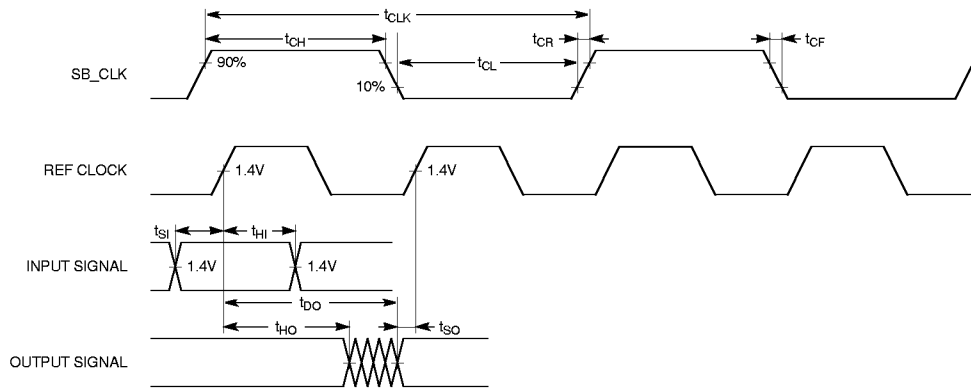 tCLK
tCH
tCR
tCF
SB_CLK
90%
tCL
10%
REF CLOCK
1.4V
1.4V
tSI
tHI
INPUT SIGNAL
1.4V
1.4V
tDO
tHO
tSO
OUTPUT SIGNAL